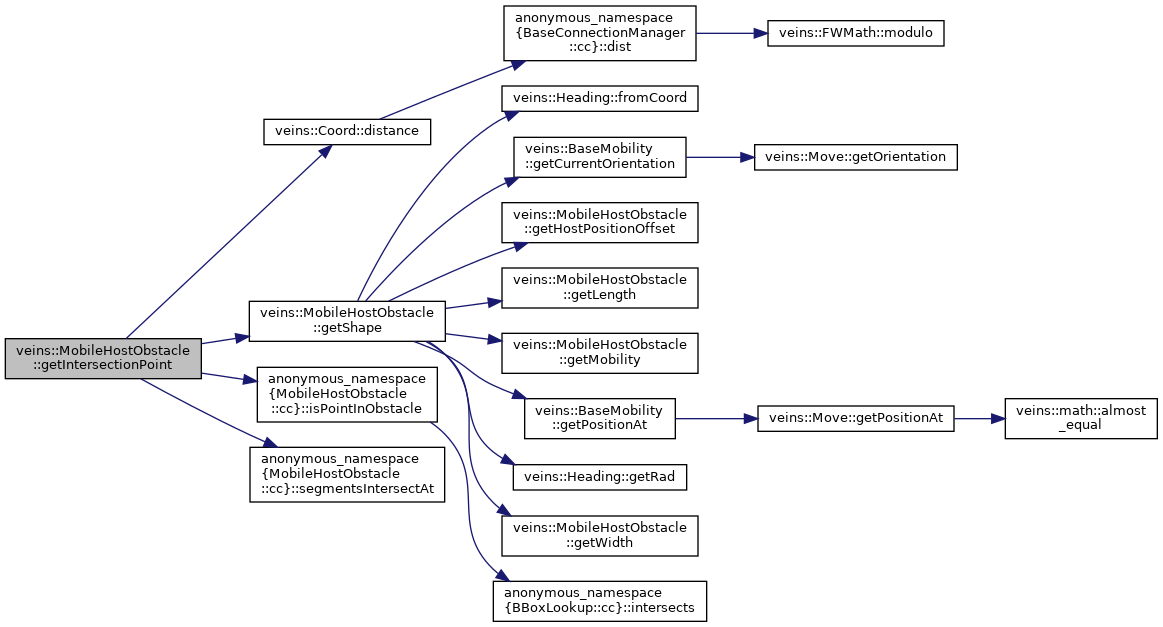 veins::MobileHostObstacle
::getIntersectionPoint
veins::Coord::distance
anonymous_namespace
{BaseConnectionManager
::cc}::dist
veins::FWMath::modulo
veins::MobileHostObstacle
::getShape
veins::Heading::fromCoord
veins::BaseMobility
::getCurrentOrientation
veins::Move::getOrientation
veins::MobileHostObstacle
::getHostPositionOffset
veins::MobileHostObstacle
::getLength
veins::MobileHostObstacle
::getMobility
veins::BaseMobility
::getPositionAt
veins::Move::getPositionAt
veins::math::almost
_equal
veins::Heading::getRad
veins::MobileHostObstacle
::getWidth
anonymous_namespace
{MobileHostObstacle
::cc}::isPointInObstacle
anonymous_namespace
{BBoxLookup::cc}::intersects
anonymous_namespace
{MobileHostObstacle
::cc}::segmentsIntersectAt